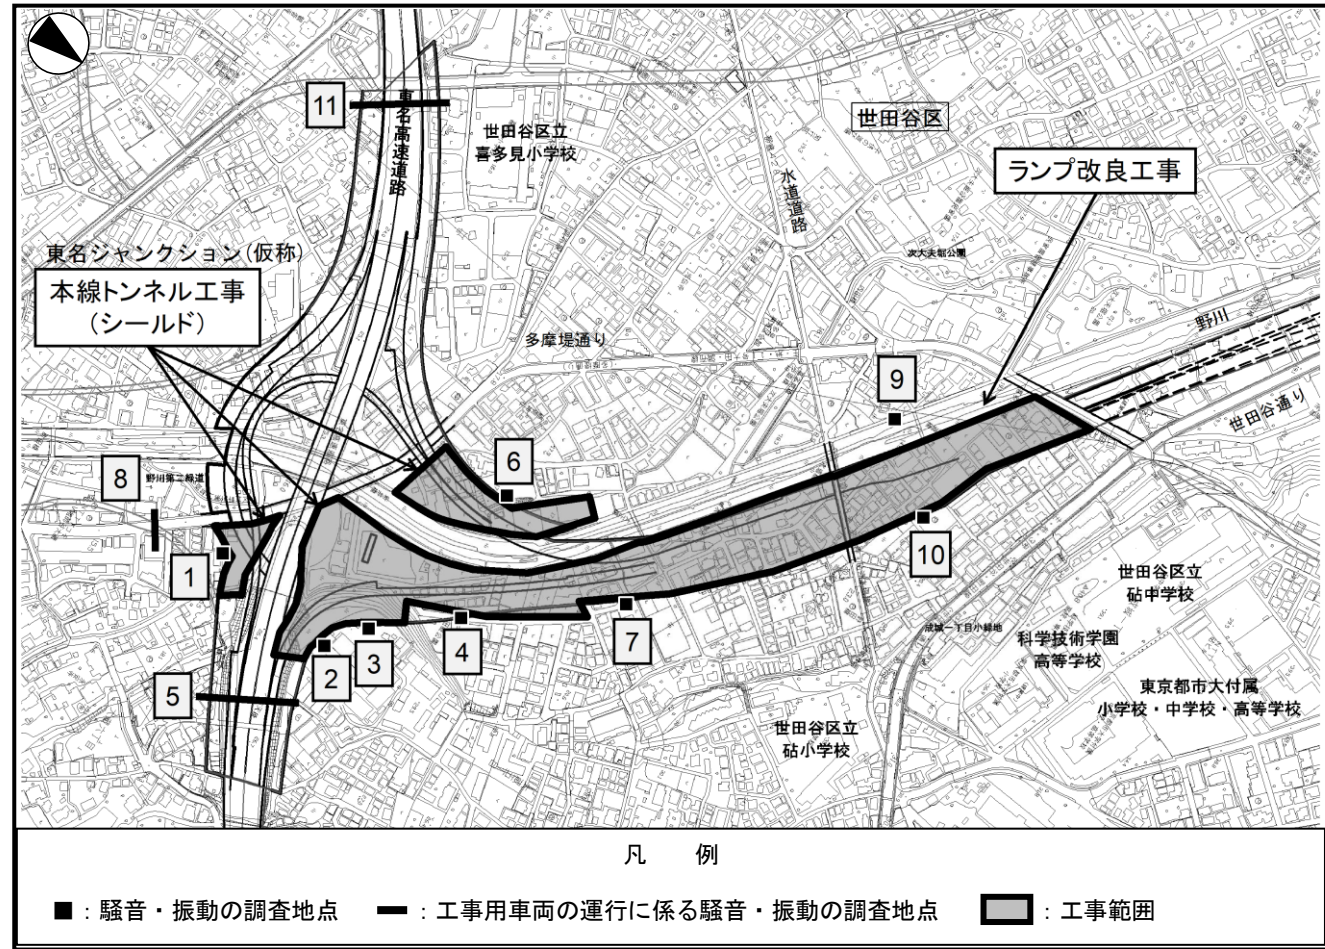 11
東名高速道路
世田谷区立
喜多見小学校
世田谷区
ランプ改良工事
水道道路
次大夫堀公園
東名ジャンクション(仮称)
本線トンネル工事
(シールド)
多摩堤通り
野川
世田谷通り
9
6
8
野川第二緑道
1
10
世田谷区立
砧中学校
成城一丁目小緑地
科学技術学園
高等学校
東京都市大付属
小学校・中学校・高等学校
2
3
4
7
5
世田谷区立
砧小学校
凡 例
■:騒音・振動の調査地点
━:工事用車両の運行に係る騒音・振動の調査地点
:工事範囲